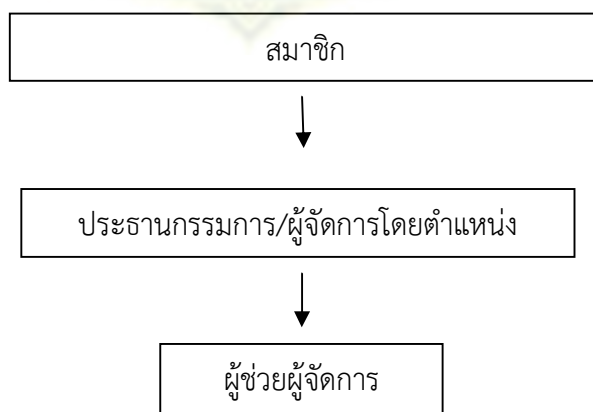 สมาชิก
ประธานกรรมการ/ผู้จัดการโดยตำแหน่ง
ผู้ช่วยผู้จัดการ